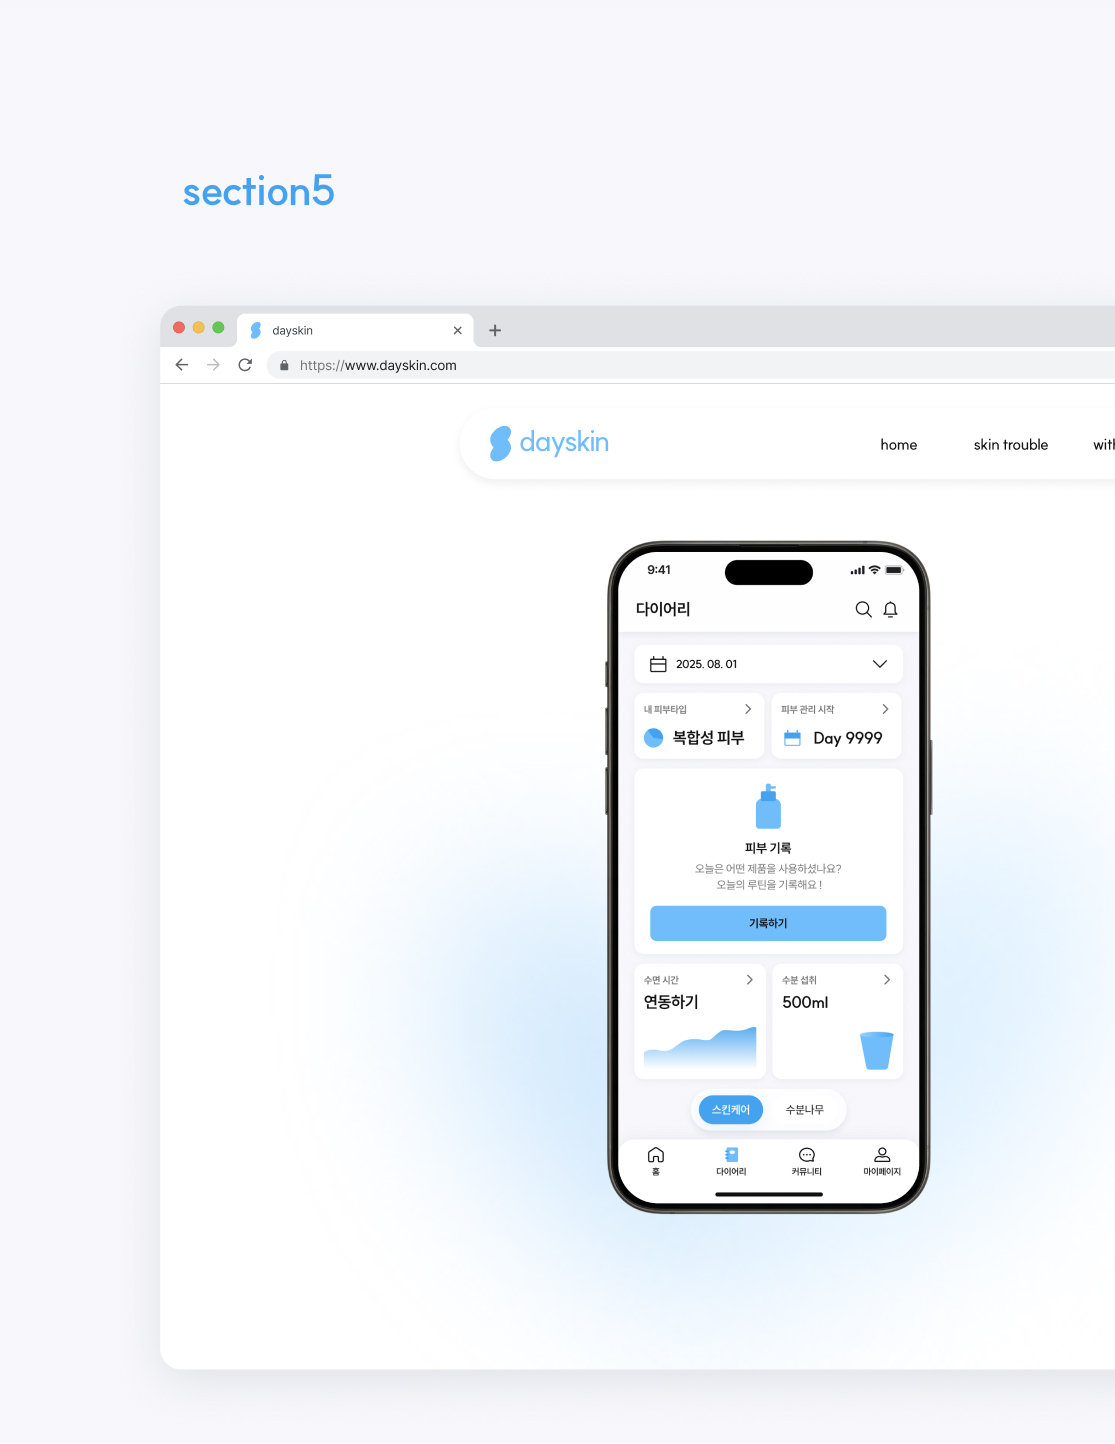 section5
dayskin
https://www.dayskin.com
dayskin
home
skin trouble
9:41
다이어리
2025. 08. 01
내 피부타입
복합성 피부
피부 관리 시작
Day 9999
피부 기록
오늘은 어떤 제품을 사용하셨나요?
오늘의 루틴을 기록해요 !
기록하기
수면 시간
연동하기
수분 섭취
500ml
스킨케어
수분나무
홈
다이어리
커뮤니티
마이페이지